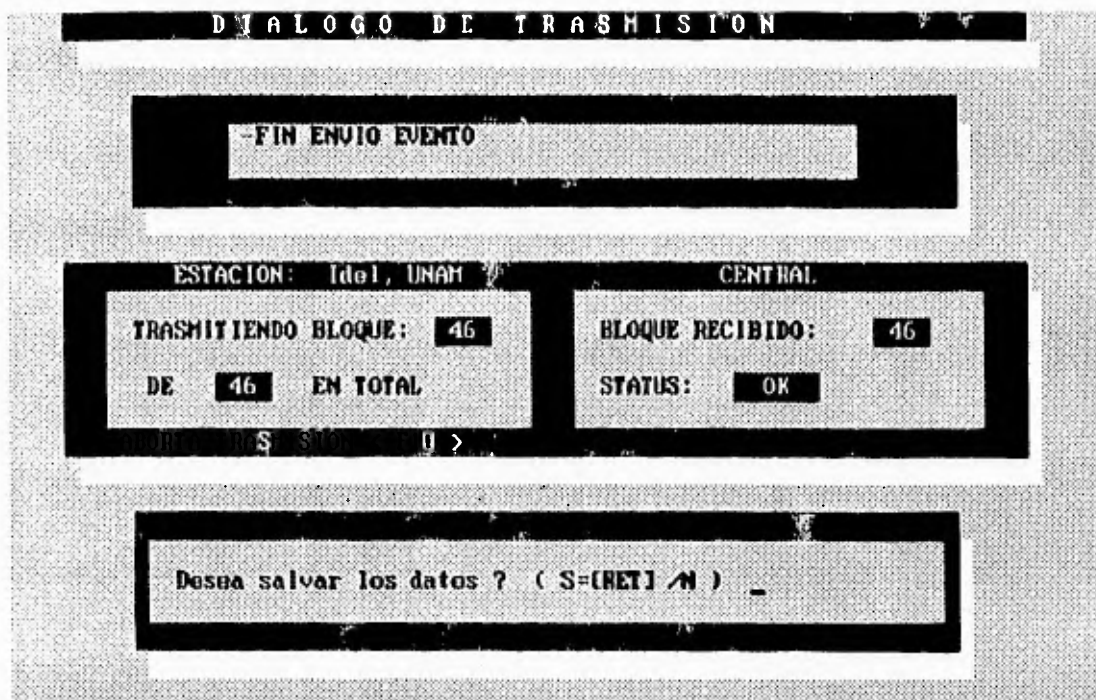 DIALOGO DE TRASMISION
-FIN ENVIO EVENTO
ESTACION: Idel, UNAM
CENTRAL
TRASMITIENDO BLOQUE: 46
BLOQUE RECIBIDO: 46
DE 46 EN TOTAL
STATUS: OK
Desea salvar los datos ? ( S=[RET] /N ) _